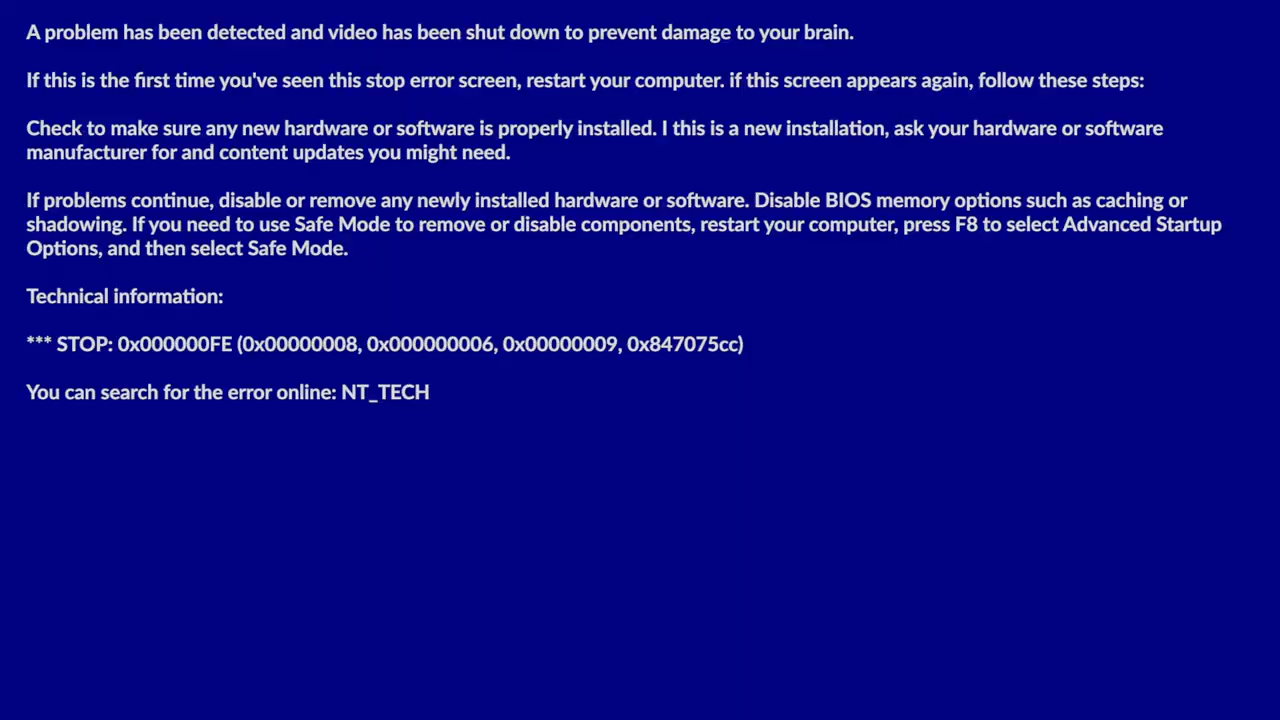 A problem has been detected and video has been shut down to prevent damage to your brain.
If this is the first time you've seen this stop error screen, restart your computer. if this screen appears again, follow these steps:
Check to make sure any new hardware or software is properly installed. I this is a new installation, ask your hardware or software
manufacturer for and content updates you might need.
If problems continue, disable or remove any newly installed hardware or software. Disable BIOS memory options such as caching or
shadowing. If you need to use Safe Mode to remove or disable components, restart your computer, press F8 to select Advanced Startup
Options, and then select Safe Mode.
Technical information:
*** STOP: 0x000000FE (0x00000008, 0x000000006, 0x00000009, 0x847075cc)
You can search for the error online: NT_TECH